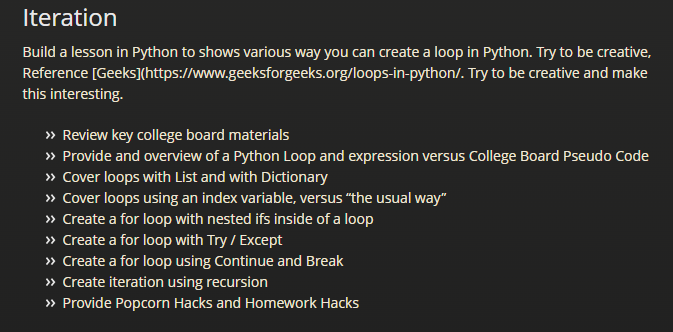 Iteration
Build a lesson in Python to shows various way you can create a loop in Python. Try to be creative,
Reference [Geeks](https://www.geeksforgeeks.org/loops-in-python/. Try to be creative and make
this interesting.
›› Review key college board materials
›› Provide and overview of a Python Loop and expression versus College Board Pseudo Code
›› Cover loops with List and with Dictionary
›› Cover loops using an index variable, versus “the usual way”
›› Create a for loop with nested ifs inside of a loop
›› Create a for loop with Try / Except
›› Create a for loop using Continue and Break
›› Create iteration using recursion
›› Provide Popcorn Hacks and Homework Hacks